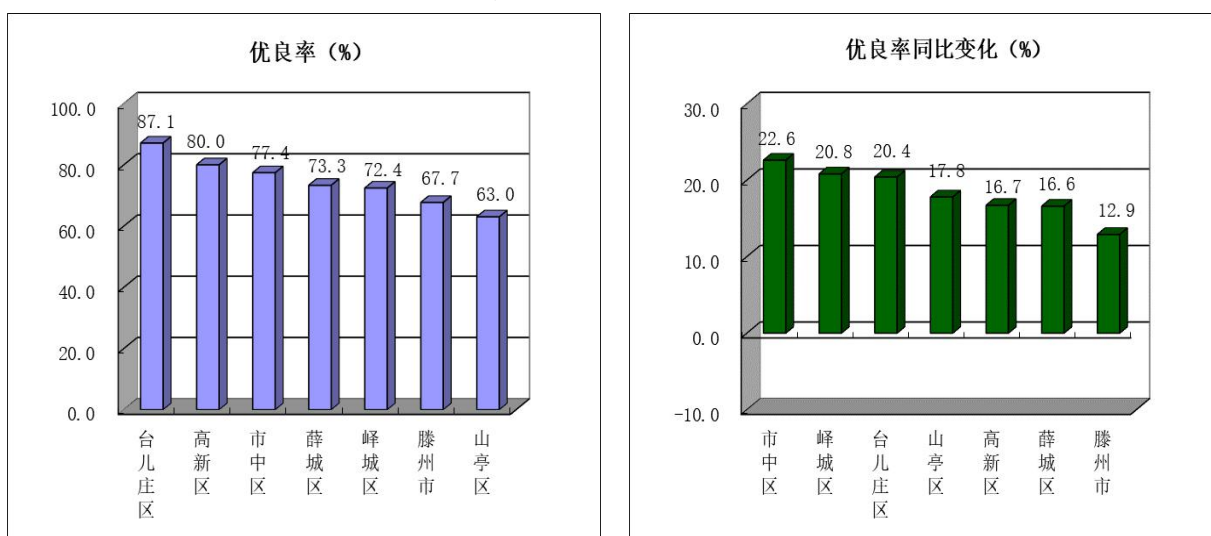 优良率（%）
100.0
80.0
60.0
40.0
20.0
0.0
87.1
80.0
77.4
73.3
72.4
67.7
63.0
台儿庄区
高新区
市中区
薛城区
峄城区
滕州市
山亭区
优良率同比变化（%）
30.0
20.0
10.0
0.0
-10.0
22.6
20.8
20.4
17.8
16.7
16.6
12.9
市中区
峄城区
台儿庄区
山亭区
高新区
薛城区
滕州市